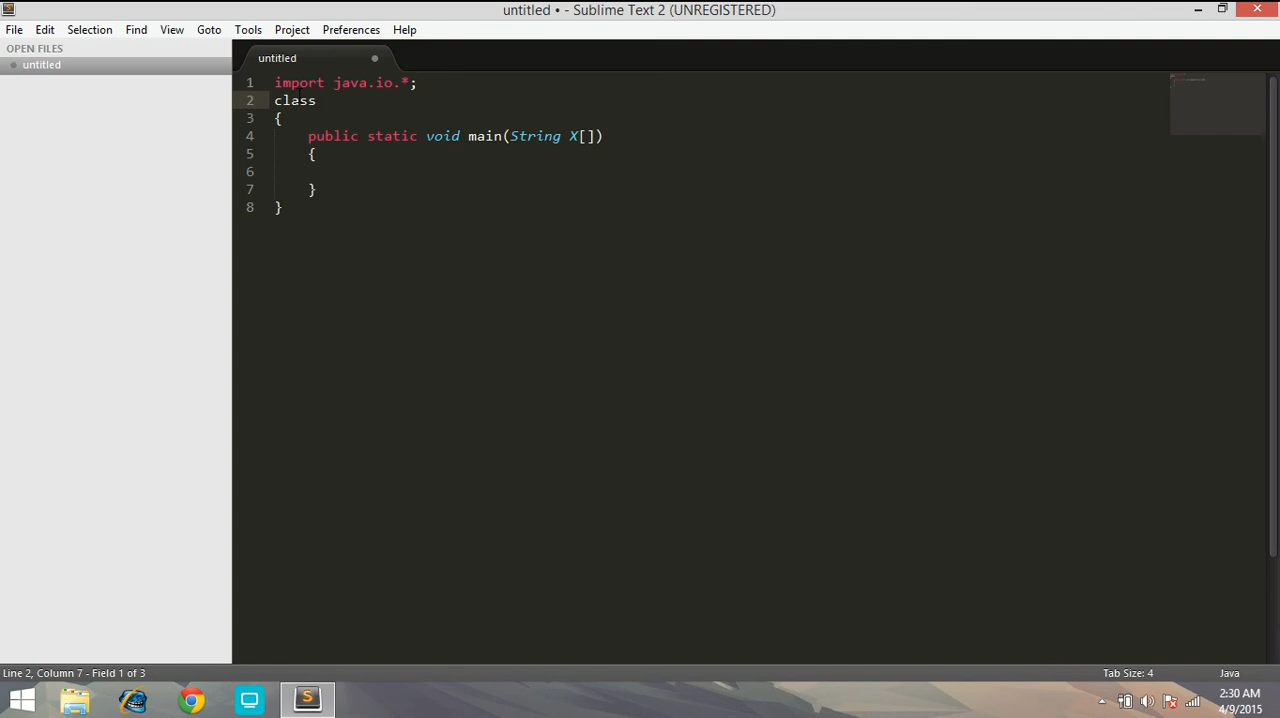 untitled • - Sublime Text 2 (UNREGISTERED)
File Edit Selection Find View Goto Tools Project Preferences Help
OPEN FILES
untitled
untitled
1 import java.io.*;
2 class
3 {
4 public static void main(String X[])
5 {
6
7 }
8 }
Line 2, Column 7 - Field 1 of 3
Tab Size: 4
Java
2:30 AM
4/9/2015